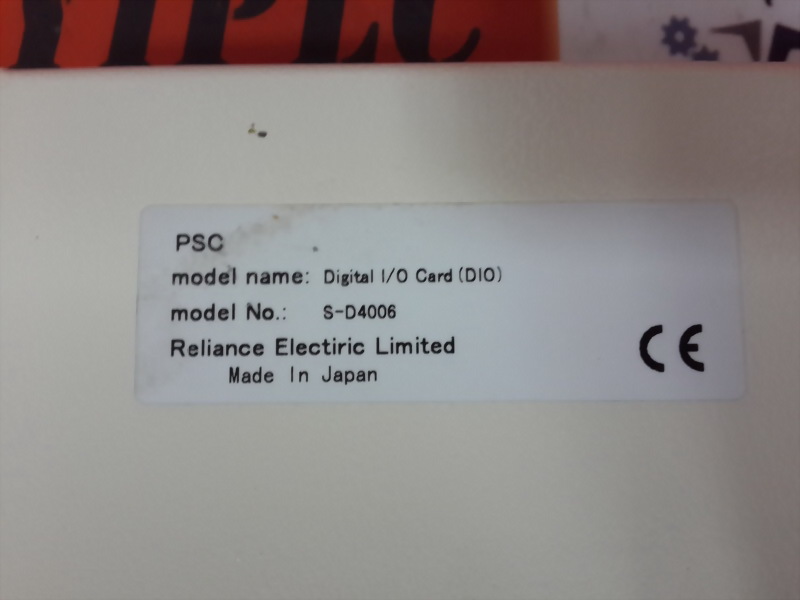 PSC
model name: Digital I/O Card (DIO)
model No.: S-D4006
Reliance Electiric Limited
Made In Japan
CE